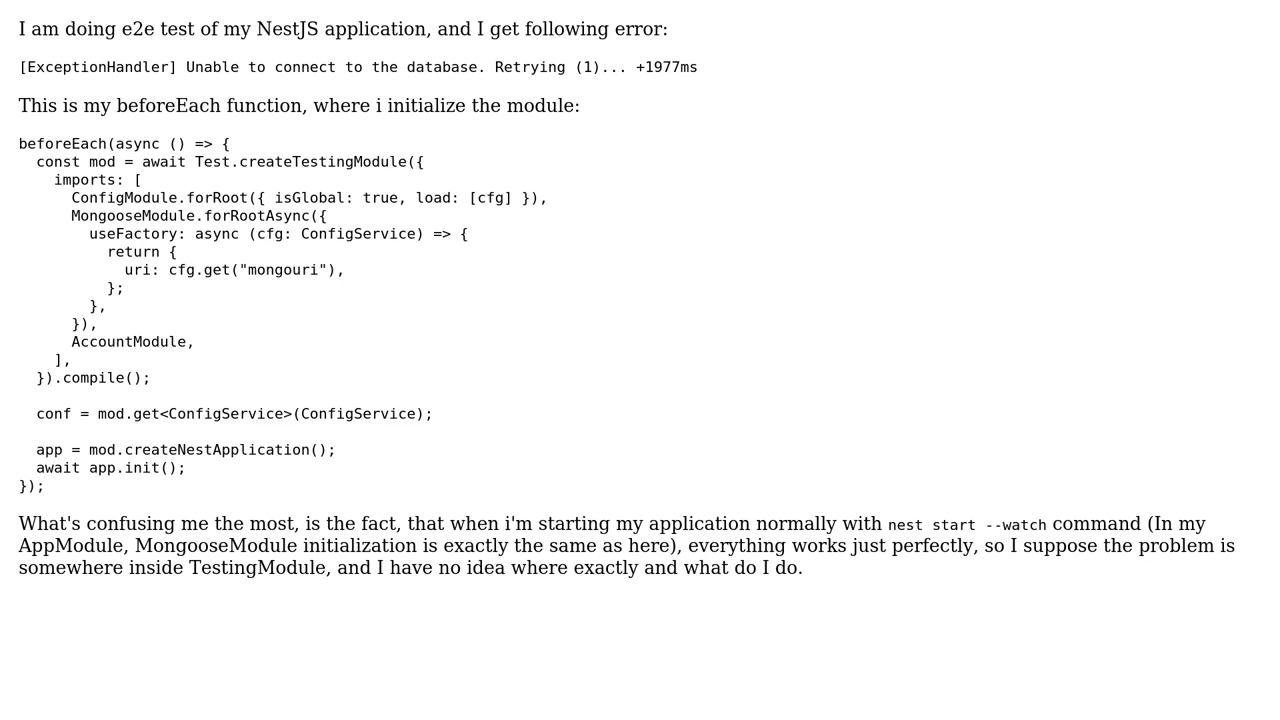 I am doing e2e test of my NestJS application, and I get following error:
[ExceptionHandler] Unable to connect to the database. Retrying (1)... +1977ms
This is my beforeEach function, where i initialize the module:
beforeEach(async () => {
  const mod = await Test.createTestingModule({
    imports: [
      ConfigModule.forRoot({ isGlobal: true, load: [cfg] }),
      MongooseModule.forRootAsync({
        useFactory: async (cfg: ConfigService) => {
          return {
            uri: cfg.get("mongouri"),
          };
        },
      }),
      AccountModule,
    ],
  }).compile();

  conf = mod.get<ConfigService>(ConfigService);

  app = mod.createNestApplication();
  await app.init();
});
What's confusing me the most, is the fact, that when i'm starting my application normally with nest start --watch command (In my
AppModule, MongooseModule initialization is exactly the same as here), everything works just perfectly, so I suppose the problem is
somewhere inside TestingModule, and I have no idea where exactly and what do I do.